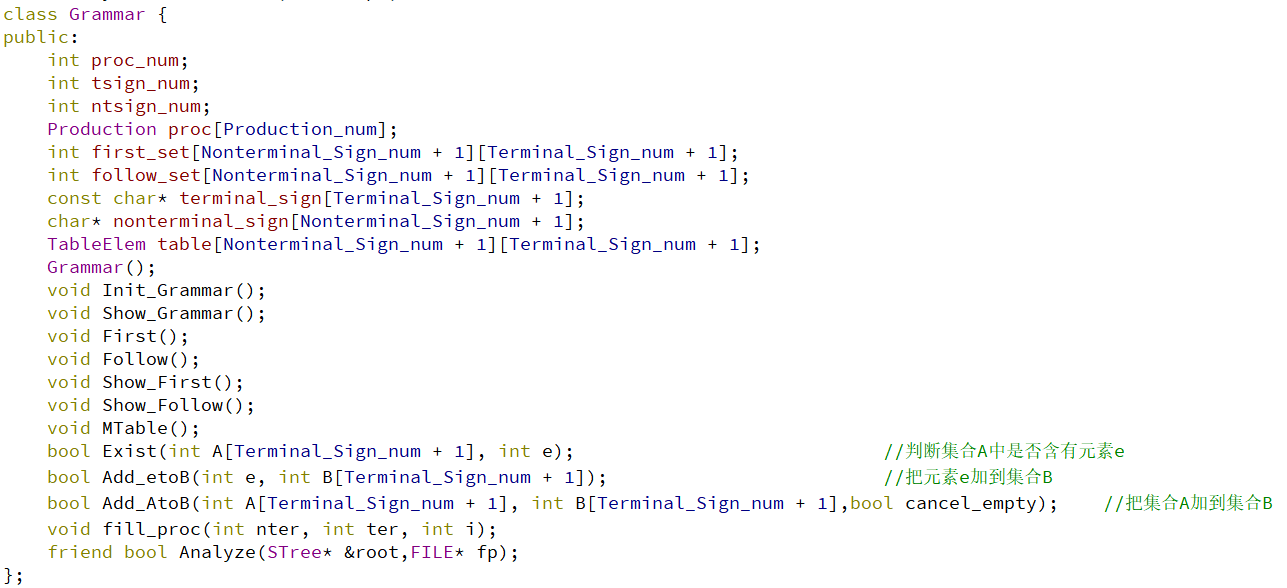 class Grammar {
public:
    int proc_num;
    int tsign_num;
    int ntsign_num;
    Production proc[Production_num];
    int first_set[Nonterminal_Sign_num + 1][Terminal_Sign_num + 1];
    int follow_set[Nonterminal_Sign_num + 1][Terminal_Sign_num + 1];
    const char* terminal_sign[Terminal_Sign_num + 1];
    char* nonterminal_sign[Nonterminal_Sign_num + 1];
    TableElem table[Nonterminal_Sign_num + 1][Terminal_Sign_num + 1];
    Grammar();
    void Init_Grammar();
    void Show_Grammar();
    void First();
    void Follow();
    void Show_First();
    void Show_Follow();
    void MTable();
    bool Exist(int A[Terminal_Sign_num + 1], int e);                            //判断集合A中是否含有元素e
    bool Add_etoB(int e, int B[Terminal_Sign_num + 1]);                         //把元素e加到集合B
    bool Add_AtoB(int A[Terminal_Sign_num + 1], int B[Terminal_Sign_num + 1],bool cancel_empty);    //把集合A加到集合B
    void fill_proc(int nter, int ter, int i);
    friend bool Analyze(STree* &root,FILE* fp);
};